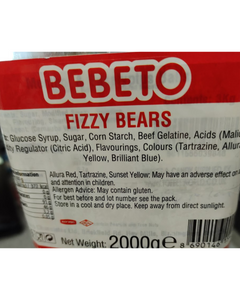 BEBETO
FIZZY BEARS
Glucose Syrup, Sugar, Corn Starch, Beef Gelatine, Acids (Malic
Regulator (Citric Acid), Flavourings, Colours (Tartrazine, Allura
Yellow, Brilliant Blue).
Allura Red, Tartrazine, Sunset Yellow: May have an adverse effect on
and attention in children.
Allergen Advice: May contain gluten.
For best before and lot number see the pack.
Store in a cool and dry place. Keep away from direct sunlight.
Net Weight: 2000g e
8 690146